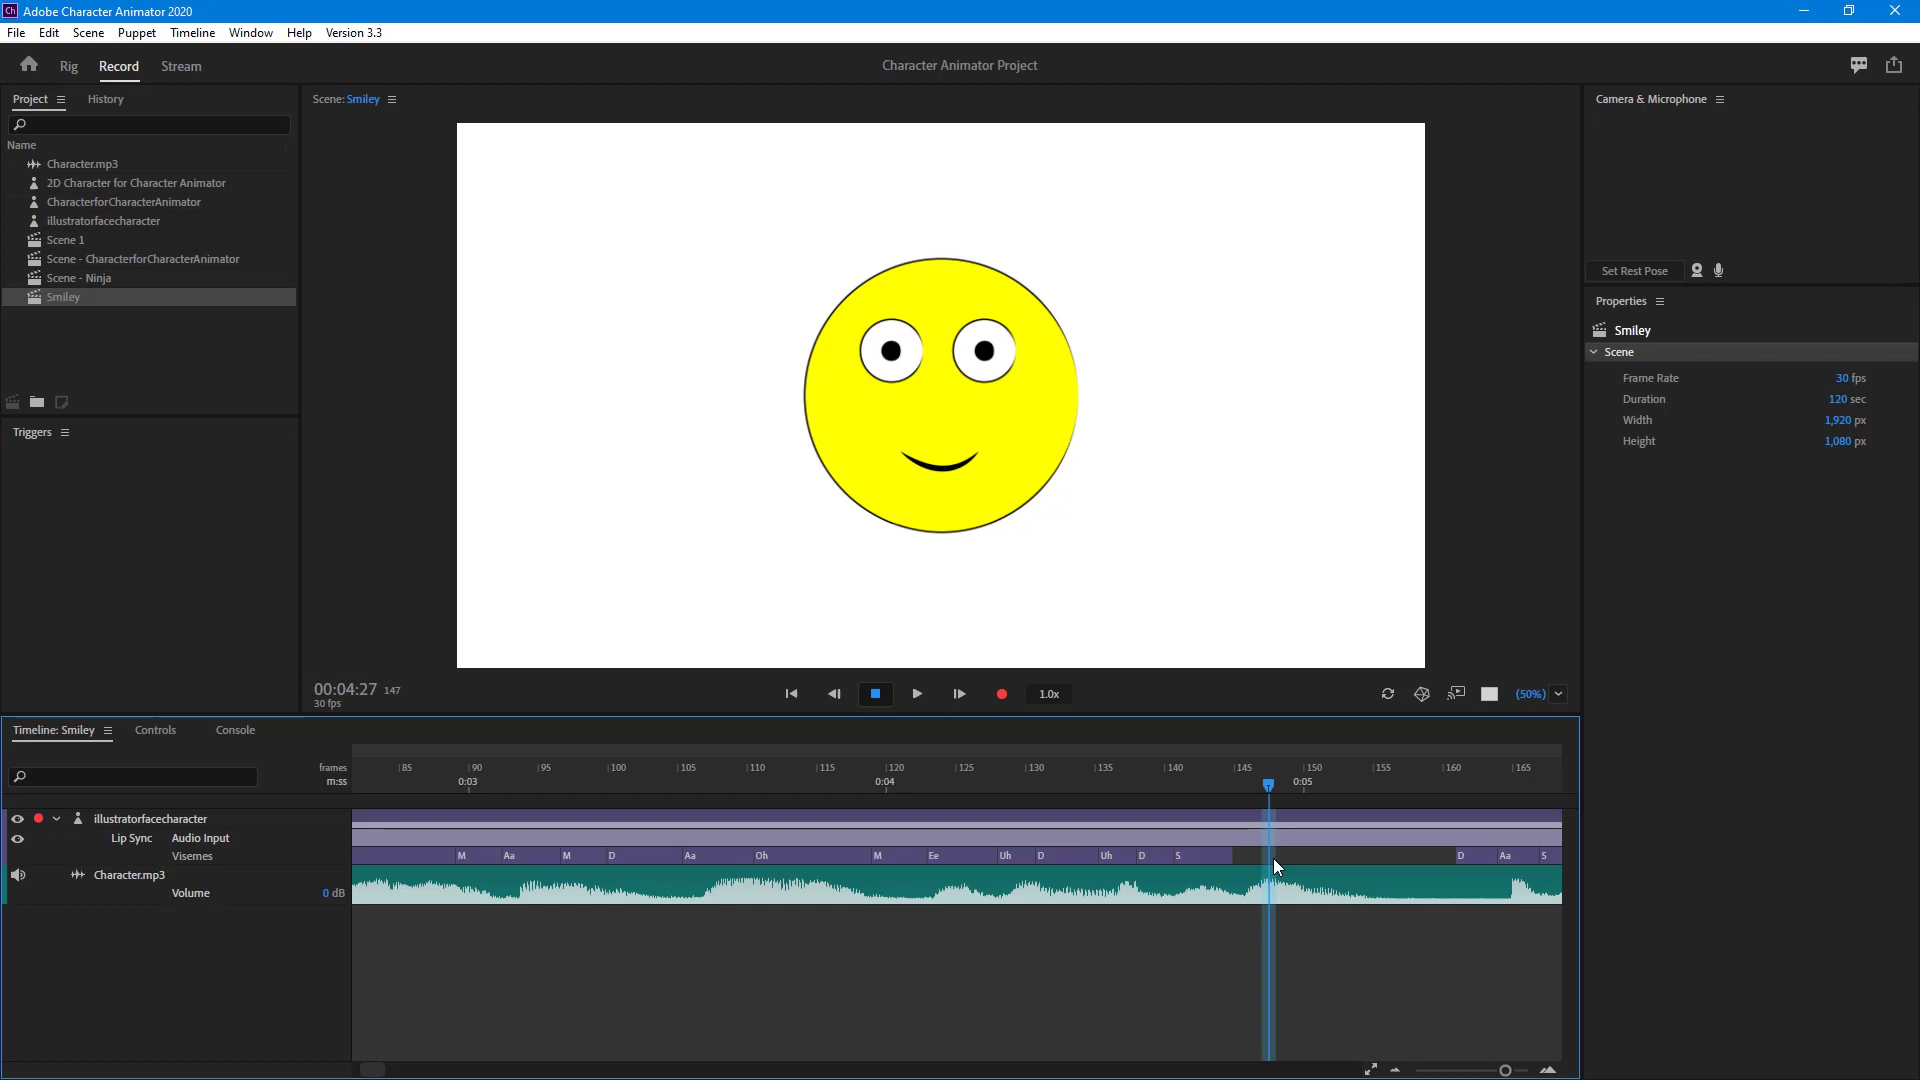 Ch Adobe Character Animator 2020
File Edit Scene Puppet Timeline Window Help Version 3.3
Rig Record Stream Character Animator Project
Project History
Scene: Smiley
Camera & Microphone
Name
Character.mp3
2D Character for Character Animator
CharacterforCharacterAnimator
illustratorfacecharacter
Scene 1
Scene - CharacterforCharacterAnimator
Scene - Ninja
Smiley
Set Rest Pose
Properties
Smiley
Scene
Frame Rate 30 fps
Duration 120 sec
Width 1,920 px
Height 1,080 px
Triggers
00:04:27 147
30 fps
1.0x
(50%)
Timeline: Smiley Controls Console
frames 85 90 95 100 105 110 115 120 125 130 135 140 145 150 155 160 165
m:ss 0:03 0:04 0:05
illustratorfacecharacter
Lip Sync Audio Input
Visemes M Aa M D Aa Oh M Ee Uh D Uh D S D Aa S
Character.mp3
Volume 0 dB